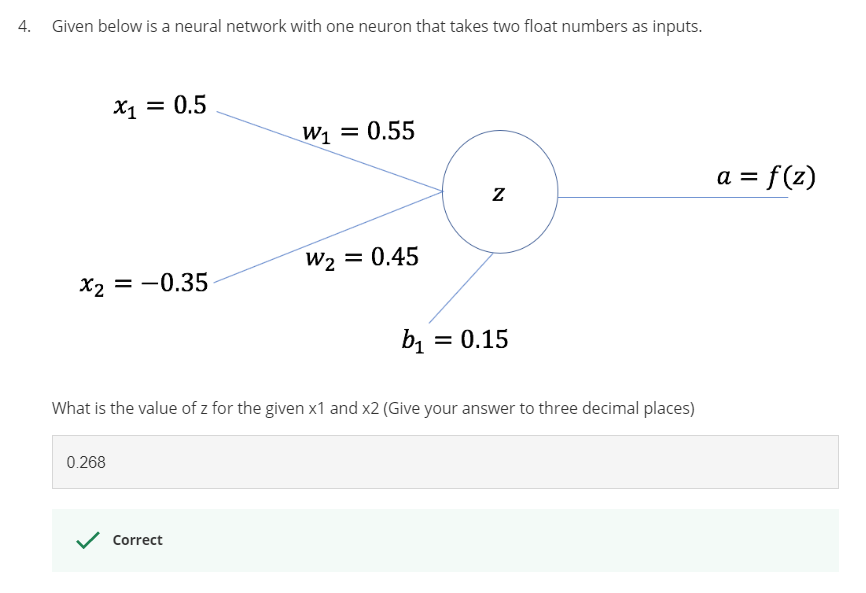 4. Given below is a neural network with one neuron that takes two float numbers as inputs.
x₁ = 0.5
w₁ = 0.55
a = f(z)
z
w₂ = 0.45
x₂ = −0.35
b₁ = 0.15
What is the value of z for the given x1 and x2 (Give your answer to three decimal places)
0.268
Correct